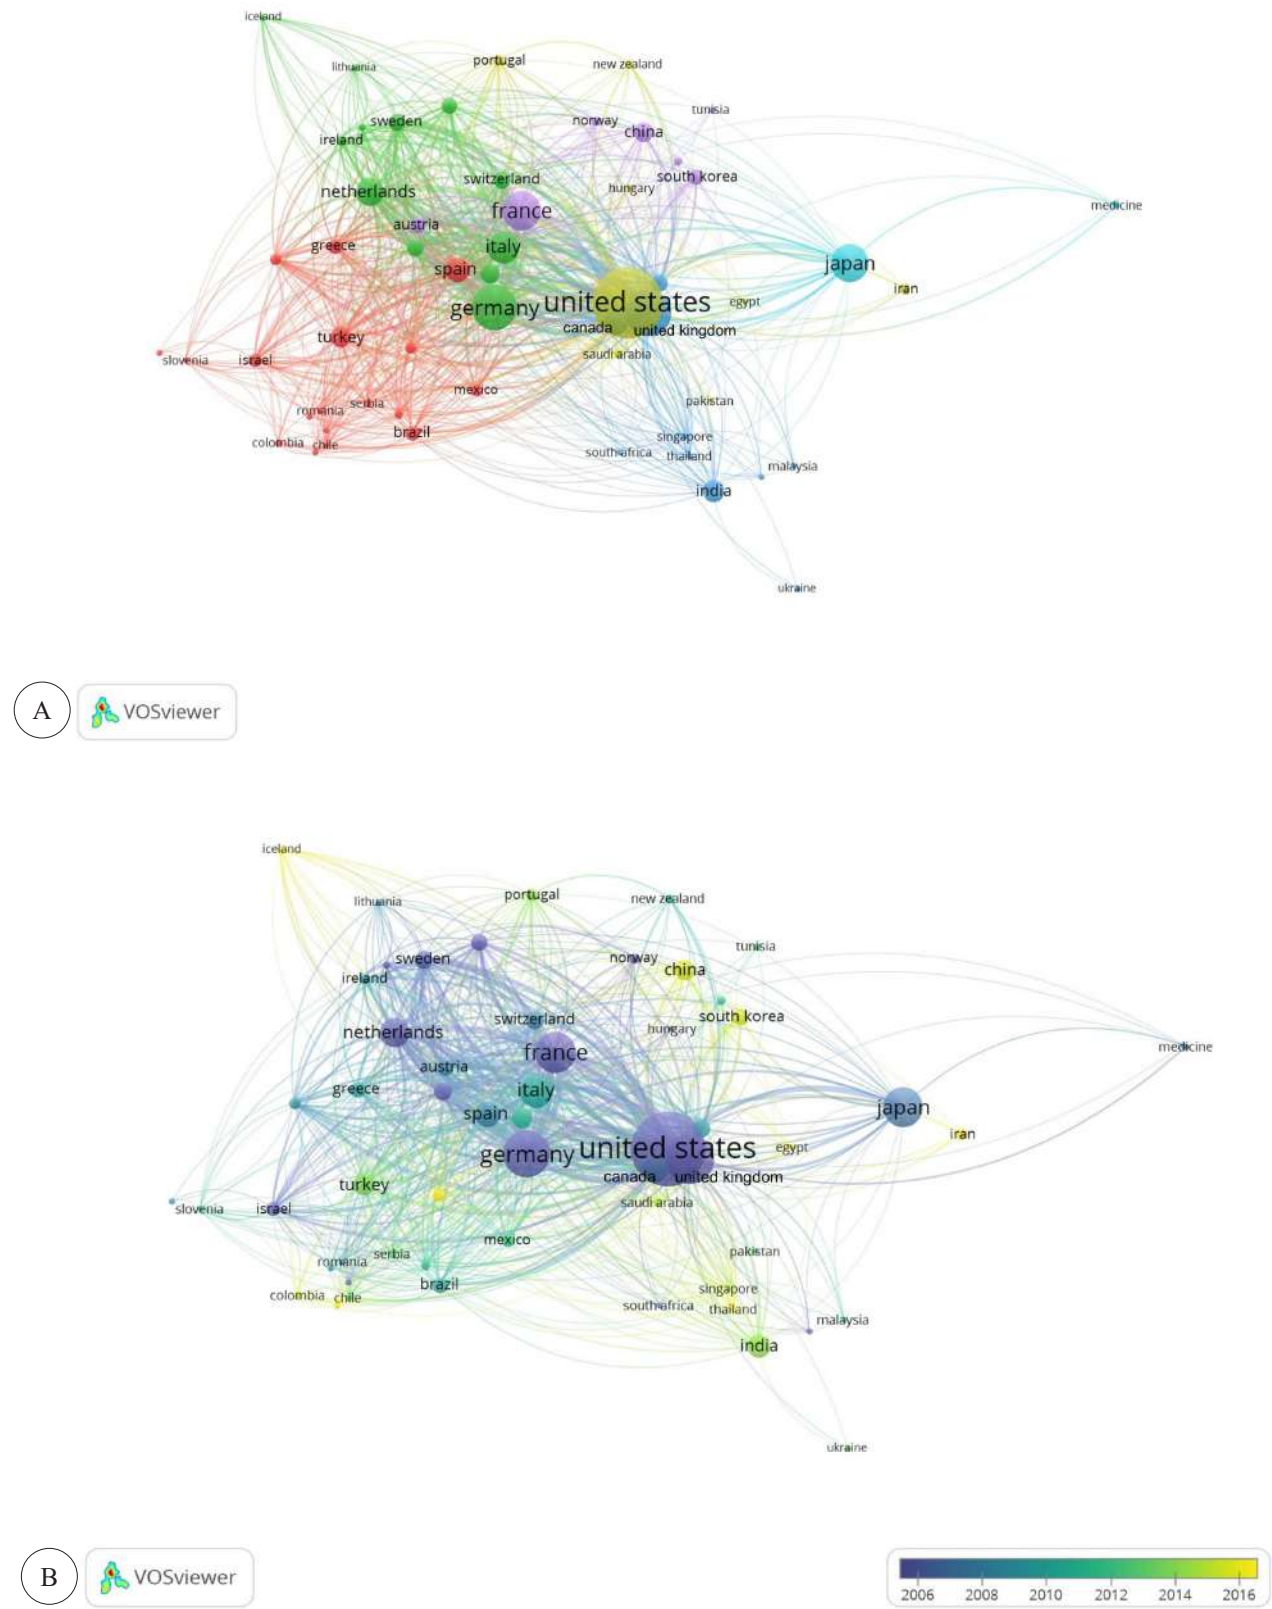 iceland
lithuania
portugal
new zealand
tunisia
sweden
norway
china
ireland
switzerland
hungary
south korea
netherlands
france
medicine
austria
greece
italy
spain
japan
iran
germany
united states
egypt
canada
united kingdom
turkey
saudi arabia
slovenia
israel
mexico
pakistan
romania
serbia
colombia
chile
brazil
singapore
south africa
thailand
malaysia
india
ukraine
A
VOSviewer
iceland
lithuania
portugal
new zealand
tunisia
sweden
norway
china
ireland
switzerland
hungary
south korea
netherlands
france
medicine
austria
greece
italy
spain
japan
iran
germany
united states
egypt
canada
united kingdom
turkey
saudi arabia
slovenia
israel
mexico
pakistan
romania
serbia
colombia
chile
brazil
singapore
south africa
thailand
malaysia
india
ukraine
B
VOSviewer
2006 2008 2010 2012 2014 2016